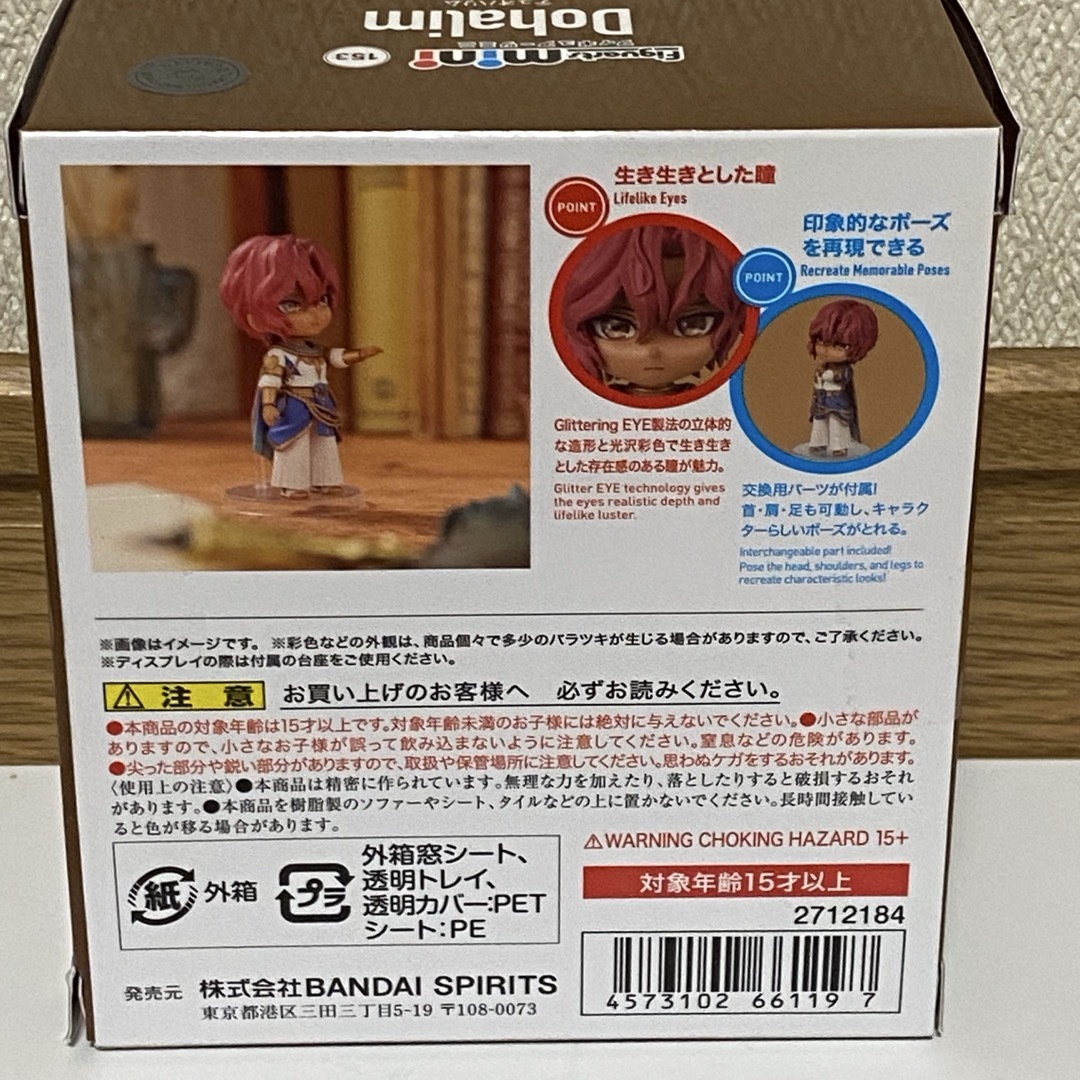 Dohalim
テュオハリム
Figuarts mini
フィギュアーツミニ
153
POINT
生き生きとした瞳
Lifelike Eyes
Glittering EYE製法の立体的
な造形と光沢彩色で生き生き
とした存在感のある瞳が魅力。
Glitter EYE technology gives
the eyes realistic depth and
lifelike luster.
POINT
印象的なポーズ
を再現できる
Recreate Memorable Poses
交換用パーツが付属!
首・肩・足も可動し、キャラク
ターらしいポーズがとれる。
Interchangeable part included!
Pose the head, shoulders, and legs to
recreate characteristic looks!
※画像はイメージです。 ※彩色などの外観は、商品個々で多少のバラツキが生じる場合がありますので、ご了承ください。
※ディスプレイの際は付属の台座をご使用ください。
⚠注 意 お買い上げのお客様へ 必ずお読みください。
●本商品の対象年齢は15才以上です。対象年齢未満のお子様には絶対に与えないでください。●小さな部品が
ありますので、小さなお子様が誤って飲み込まないように注意してください。窒息などの危険があります。
●尖った部分や鋭い部分がありますので、取扱や保管場所に注意してください。思わぬケガをするおそれがあります。
〈使用上の注意〉●本商品は精密に作られています。無理な力を加えたり、落としたりすると破損するおそれ
があります。●本商品を樹脂製のソファーやシート、タイルなどの上に置かないでください。長時間接触してい
ると色が移る場合があります。
紙 外箱
プラ 外箱窓シート、
透明トレイ、
透明カバー:PET
シート:PE
⚠WARNING CHOKING HAZARD 15+
対象年齢15才以上
2712184
4573102 66119 7
発売元 株式会社BANDAI SPIRITS
東京都港区三田三丁目5-19 〒108-0073